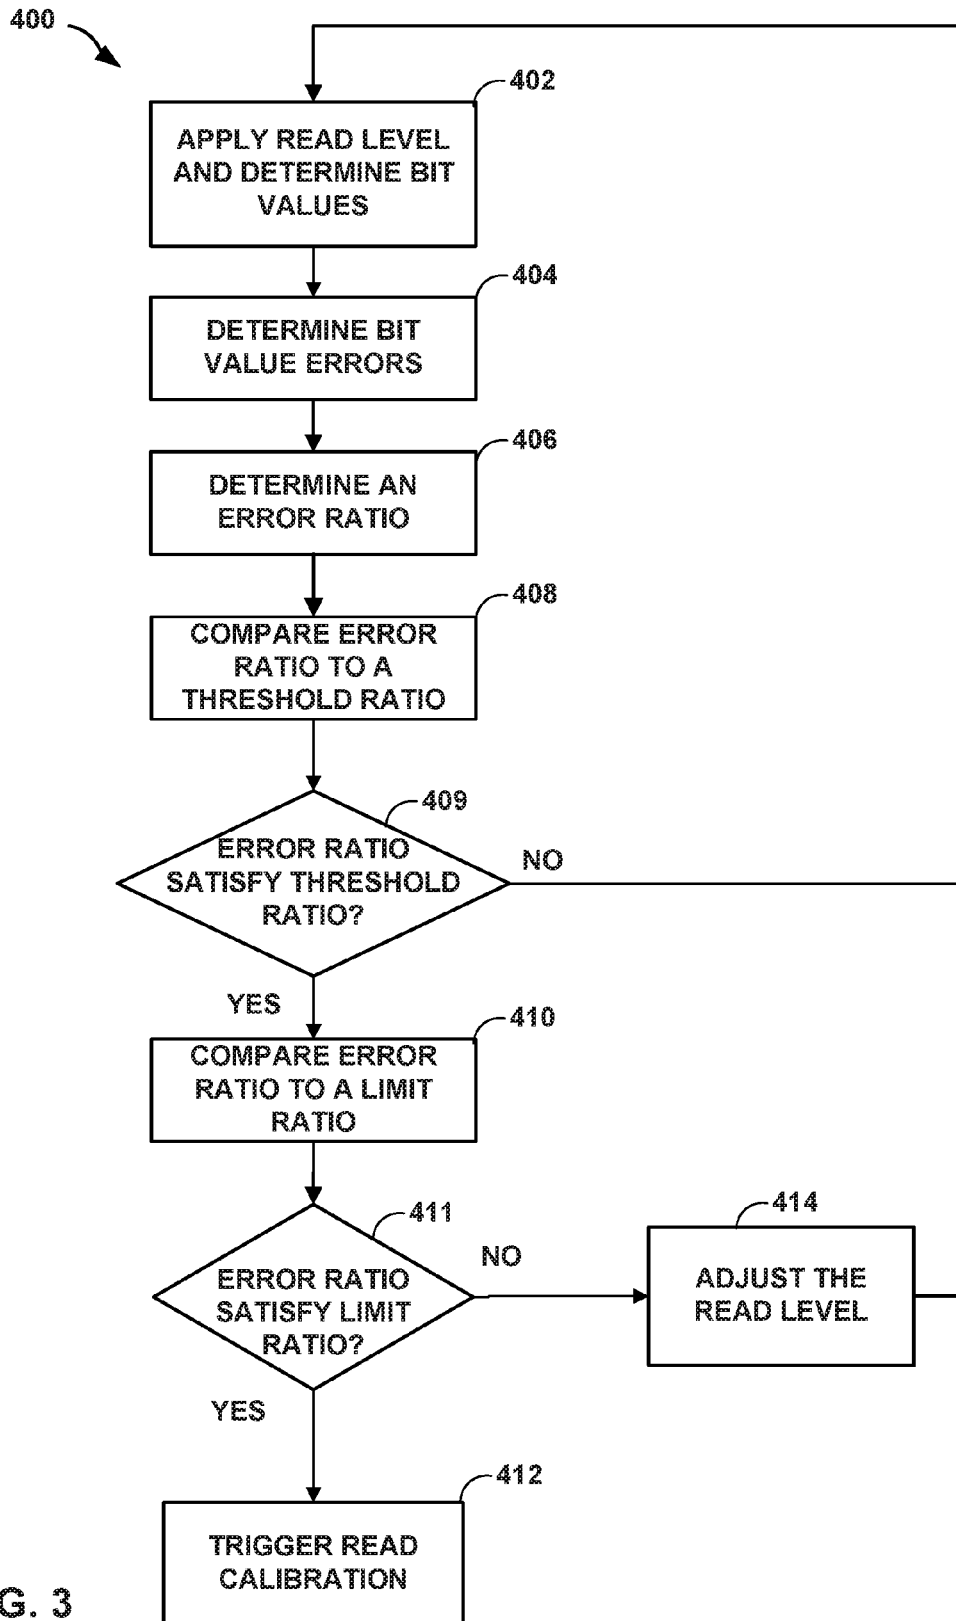 400
402
APPLY READ LEVEL
AND DETERMINE BIT
VALUES
404
DETERMINE BIT
VALUE ERRORS
406
DETERMINE AN
ERROR RATIO
408
COMPARE ERROR
RATIO TO A
THRESHOLD RATIO
409
ERROR RATIO
SATISFY THRESHOLD
RATIO?
NO
YES
410
COMPARE ERROR
RATIO TO A LIMIT
RATIO
411
ERROR RATIO
SATISFY LIMIT
RATIO?
NO
414
ADJUST THE
READ LEVEL
YES
412
TRIGGER READ
CALIBRATION
G. 3